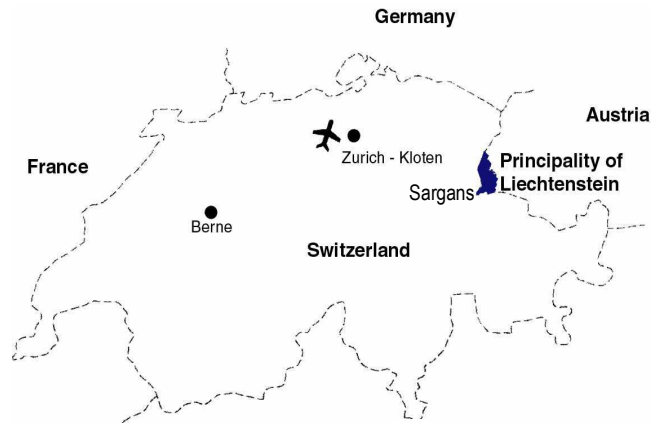 Germany
Austria
France
Zurich - Kloten
Principality of
Liechtenstein
Sargans
Berne
Switzerland